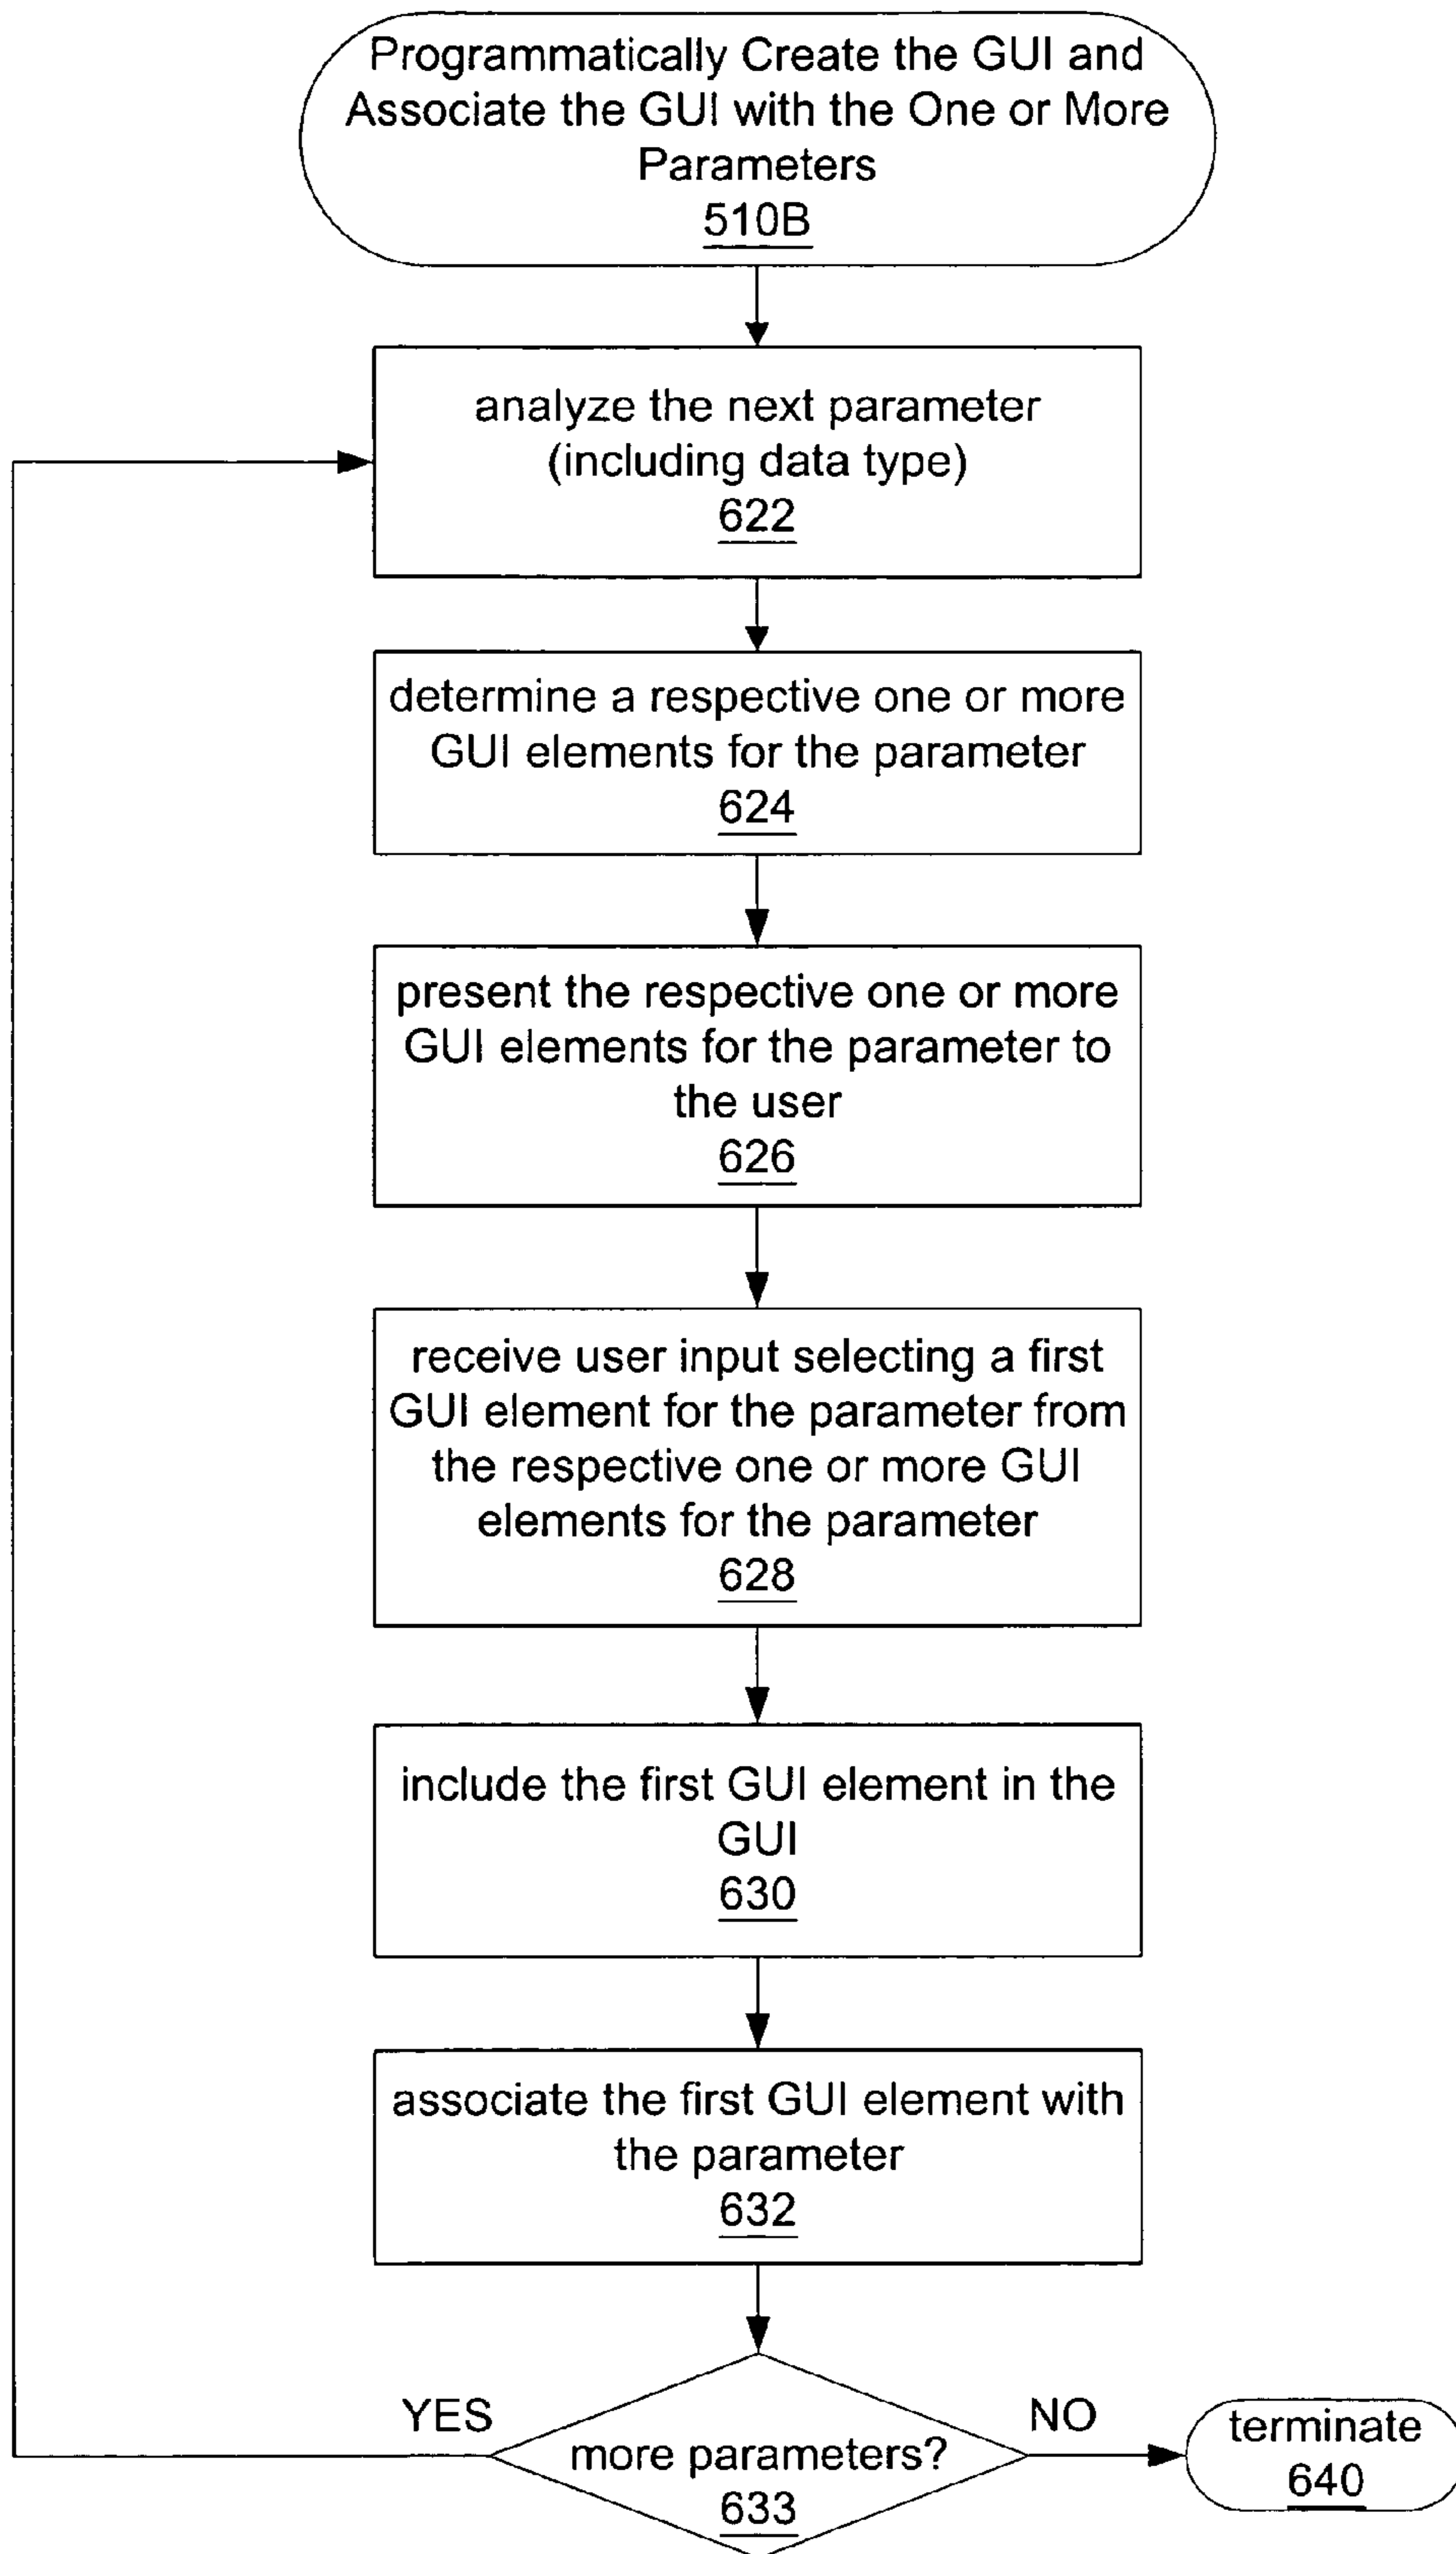 Programmatically Create the GUI and
Associate the GUI with the One or More
Parameters
510B
analyze the next parameter
(including data type)
622
determine a respective one or more
GUI elements for the parameter
624
present the respective one or more
GUI elements for the parameter to
the user
626
receive user input selecting a first
GUI element for the parameter from
the respective one or more GUI
elements for the parameter
628
include the first GUI element in the
GUI
630
associate the first GUI element with
the parameter
632
YES
more parameters?
633
NO
terminate
640